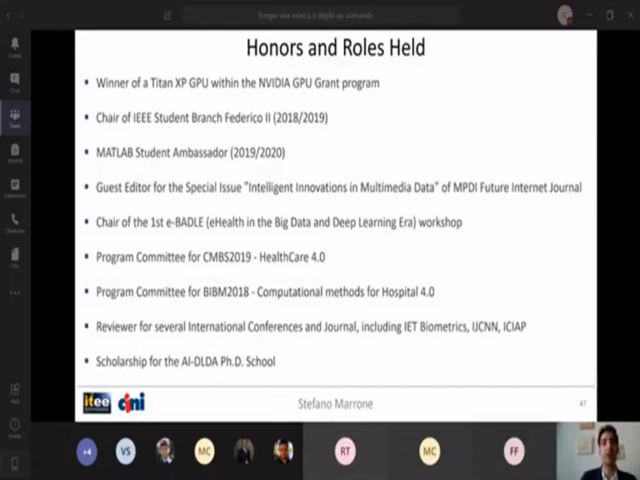 Honors and Roles Held
Winner of a Titan XP GPU within the NVIDIA GPU Grant program
Chair of IEEE Student Branch Federico II (2018/2019)
MATLAB Student Ambassador (2019/2020)
Guest Editor for the Special Issue "Intelligent Innovations in Multimedia Data" of MPDI Future Internet Journal
Chair of the 1st e-BADLE (eHealth in the Big Data and Deep Learning Era) workshop
Program Committee for CMBS2019 - HealthCare 4.0
Program Committee for BIBM2018 - Computational methods for Hospital 4.0
Reviewer for several International Conferences and Journal, including IET Biometrics, IJCNN, ICIAP
Scholarship for the AI-DLDA Ph.D. School
itee cini Stefano Marrone 47
+4 VS MC RT MC FF